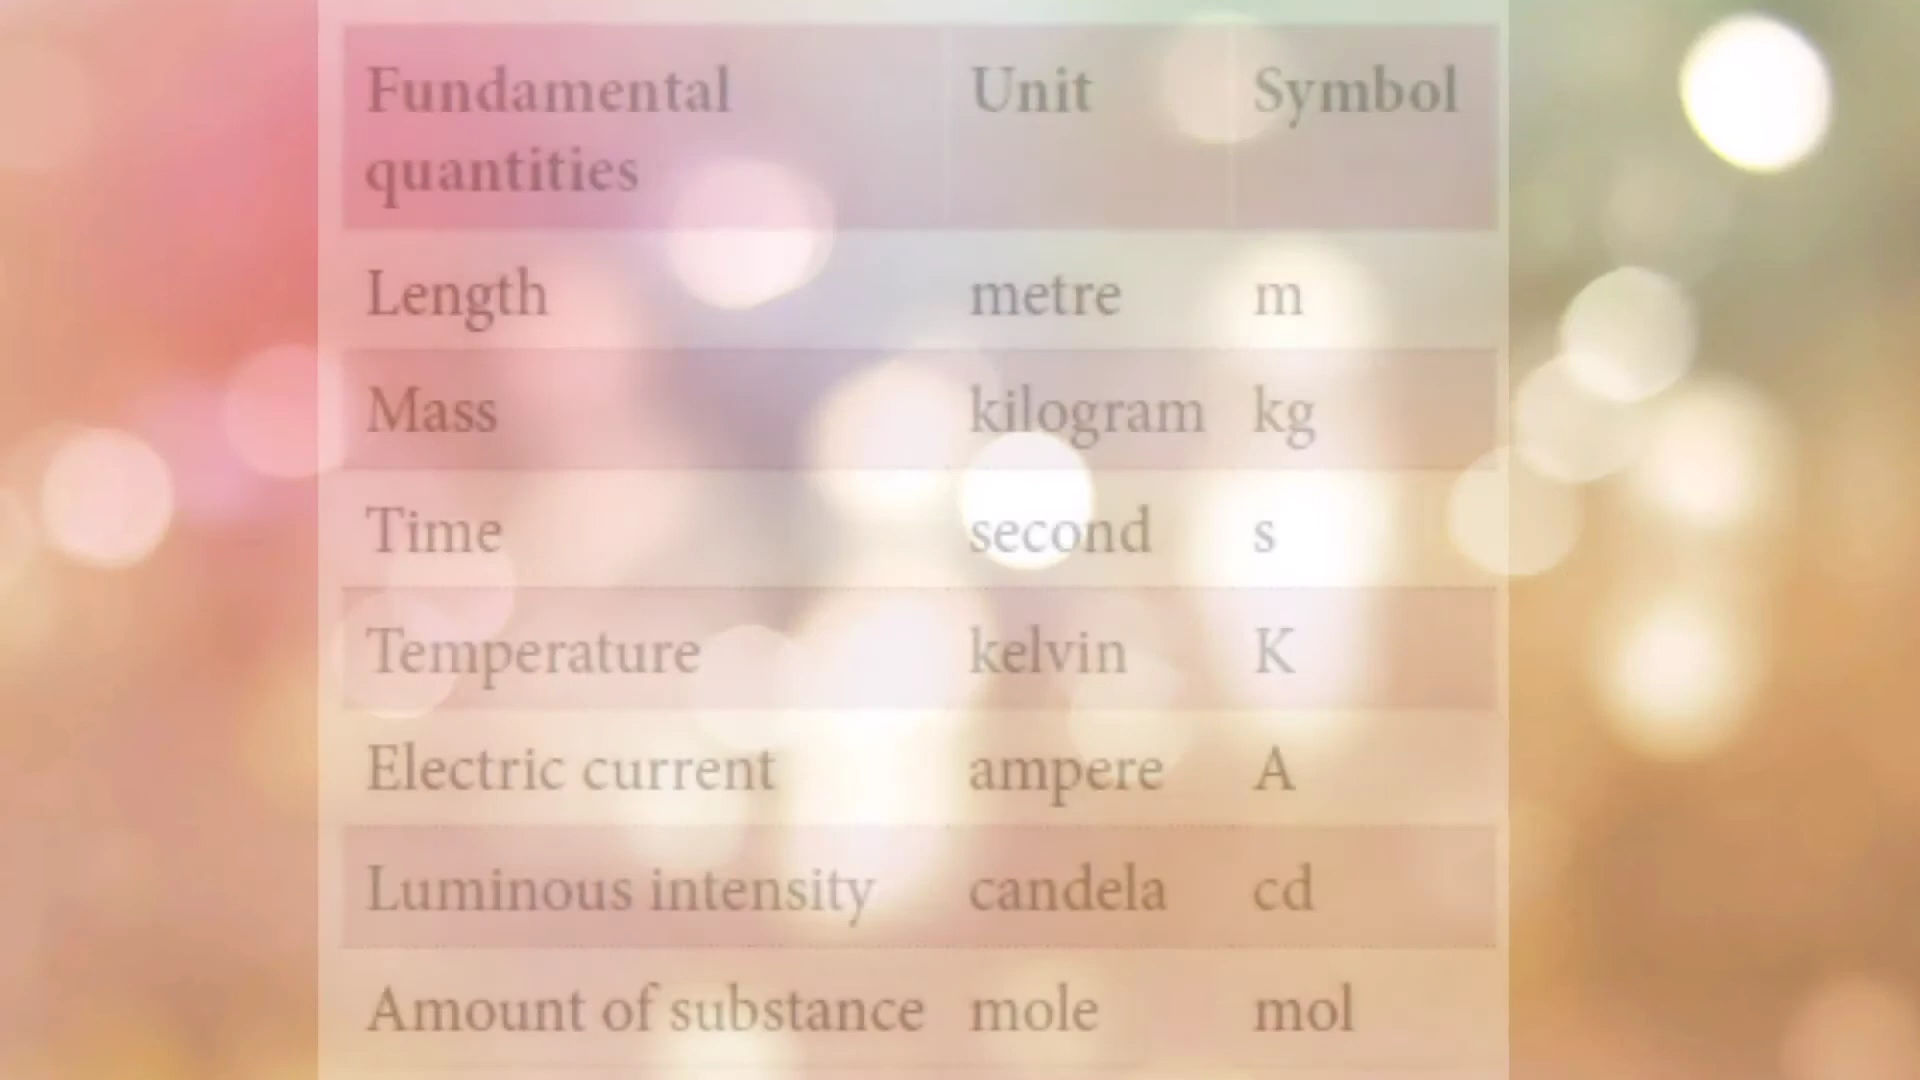 Fundamental quantities Unit Symbol
Length metre m
Mass kilogram kg
Time second s
Temperature kelvin K
Electric current ampere A
Luminous intensity candela cd
Amount of substance mole mol